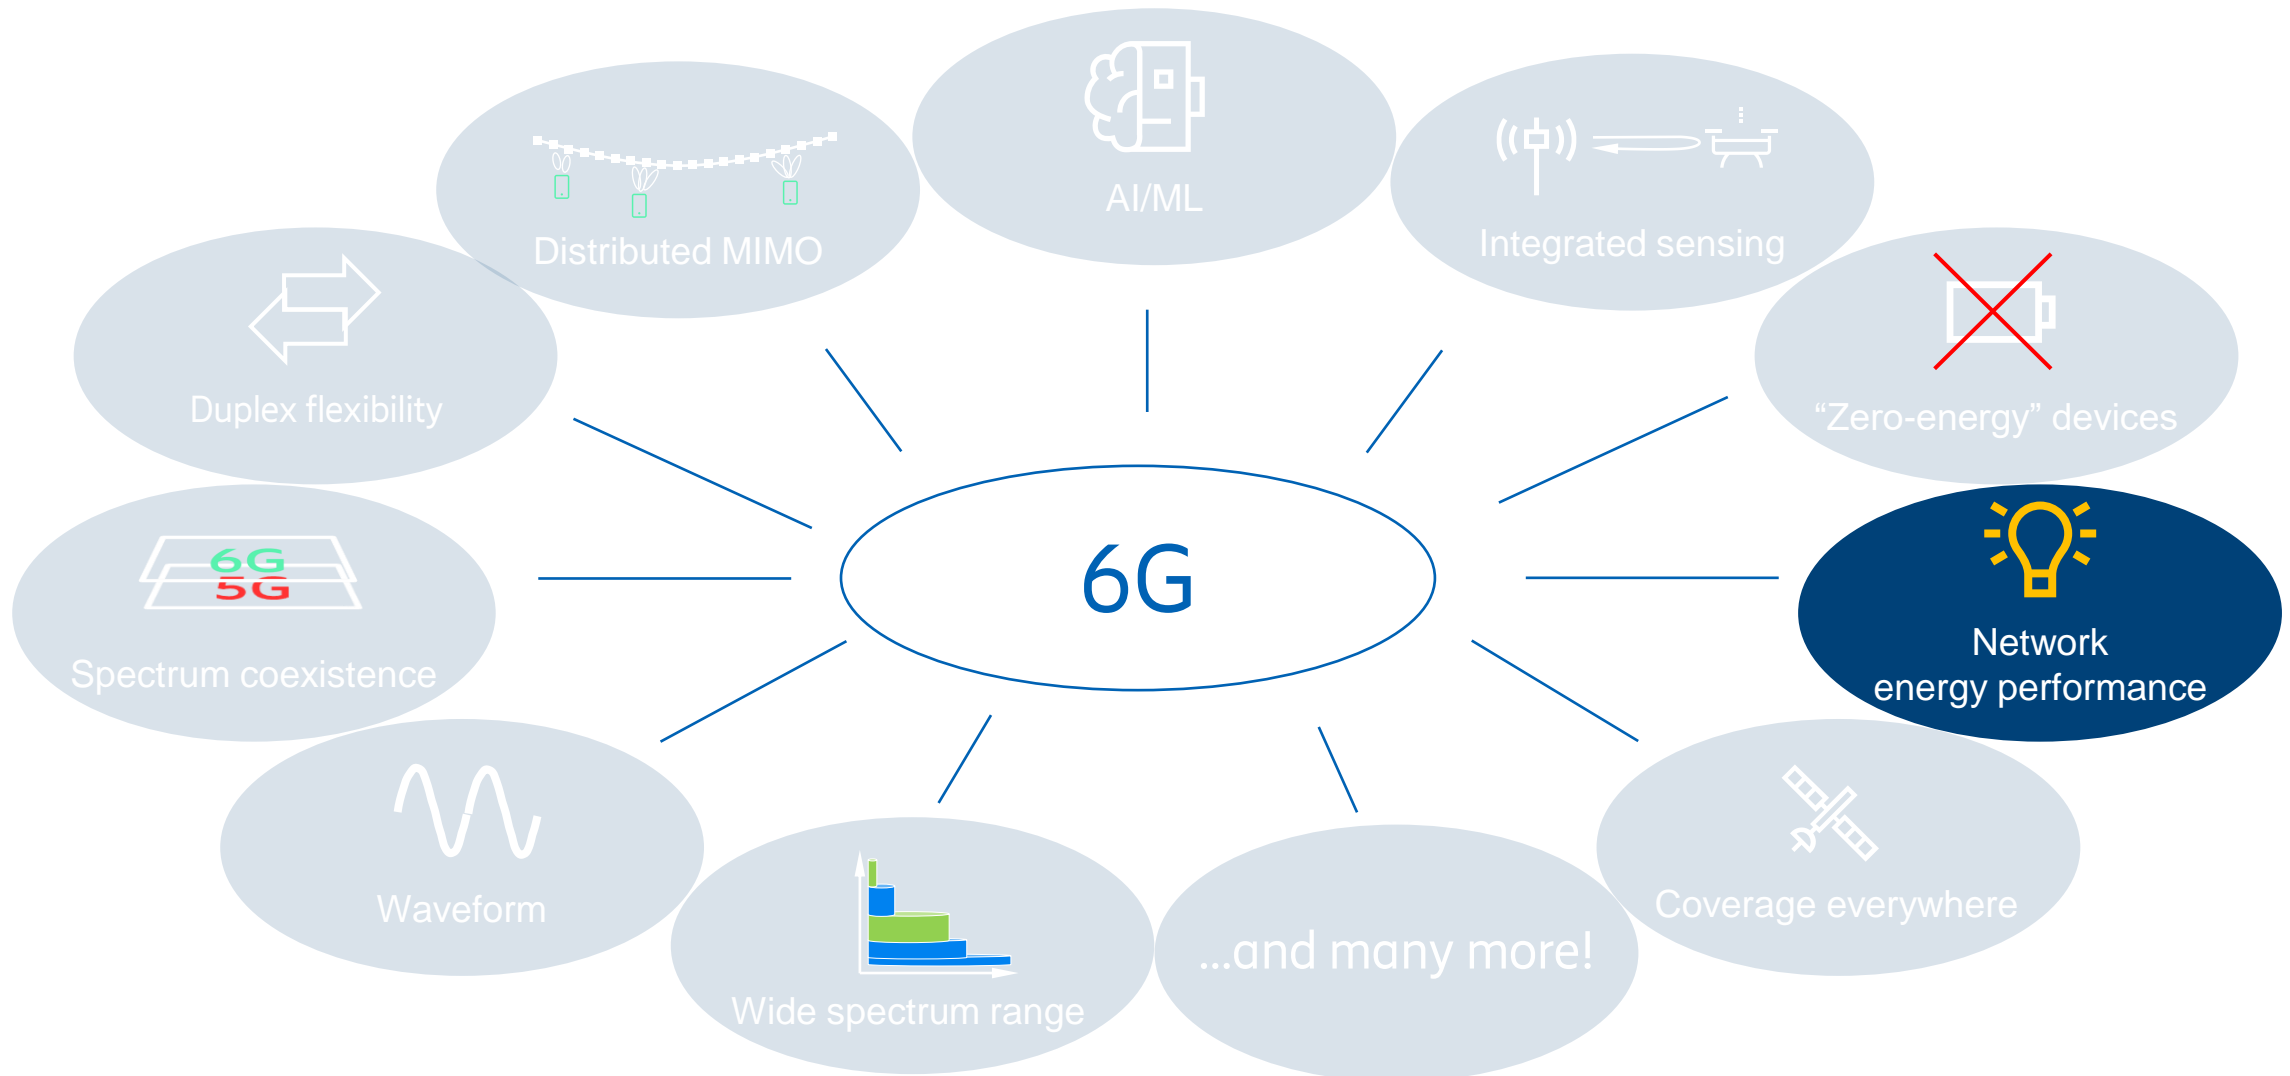 AI/ML
Distributed MIMO
Integrated sensing
Duplex flexibility
“Zero-energy” devices
6G
6G
5G
Spectrum coexistence
Network
energy performance
Waveform
Coverage everywhere
...and many more!
Wide spectrum range